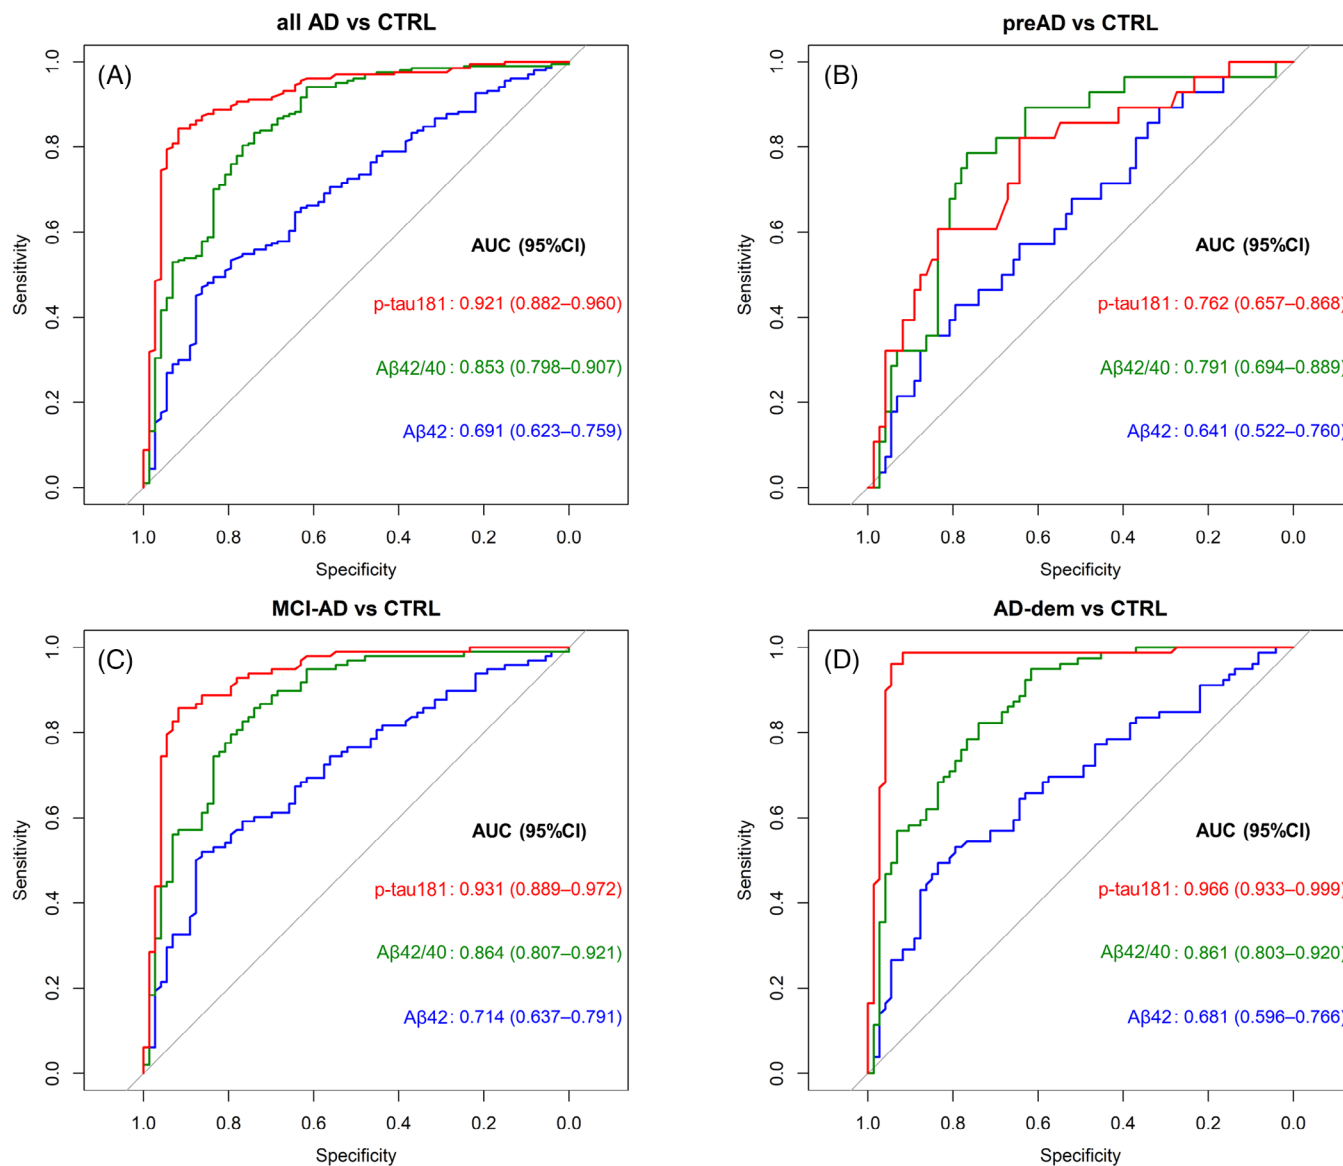 all AD vs CTRL
(A)
1.0
0.8
0.6
0.4
0.2
0.0
Sensitivity
AUC (95%CI)
p-tau181: 0.921 (0.882–0.960)
Aβ42/40: 0.853 (0.798–0.907)
Aβ42: 0.691 (0.623–0.759)
1.0 0.8 0.6 0.4 0.2 0.0
Specificity
preAD vs CTRL
(B)
1.0
0.8
0.6
0.4
0.2
0.0
Sensitivity
AUC (95%CI)
p-tau181: 0.762 (0.657–0.868)
Aβ42/40: 0.791 (0.694–0.889)
Aβ42: 0.641 (0.522–0.760)
1.0 0.8 0.6 0.4 0.2 0.0
Specificity
MCI-AD vs CTRL
(C)
1.0
0.8
0.6
0.4
0.2
0.0
Sensitivity
AUC (95%CI)
p-tau181: 0.931 (0.889–0.972)
Aβ42/40: 0.864 (0.807–0.921)
Aβ42: 0.714 (0.637–0.791)
1.0 0.8 0.6 0.4 0.2 0.0
Specificity
AD-dem vs CTRL
(D)
1.0
0.8
0.6
0.4
0.2
0.0
Sensitivity
AUC (95%CI)
p-tau181: 0.966 (0.933–0.999)
Aβ42/40: 0.861 (0.803–0.920)
Aβ42: 0.681 (0.596–0.766)
1.0 0.8 0.6 0.4 0.2 0.0
Specificity